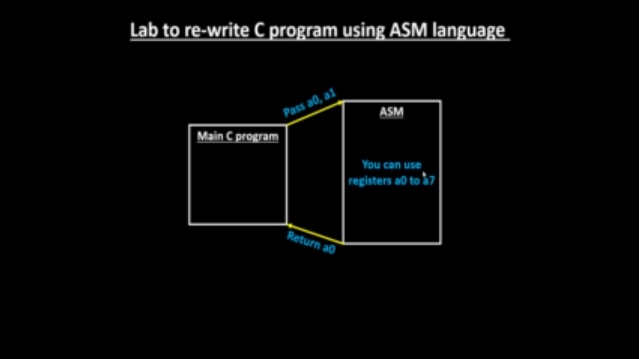 Lab to re-write C program using ASM language
Pass a0, a1
ASM
Main C program
You can use
registers a0 to a7
Return a0